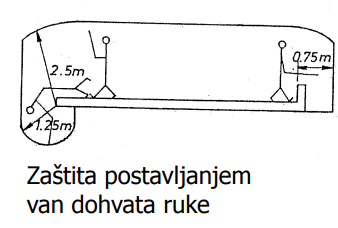 0.75m
2.5m
1.25m
Zaštita postavljanjem
van dohvata ruke